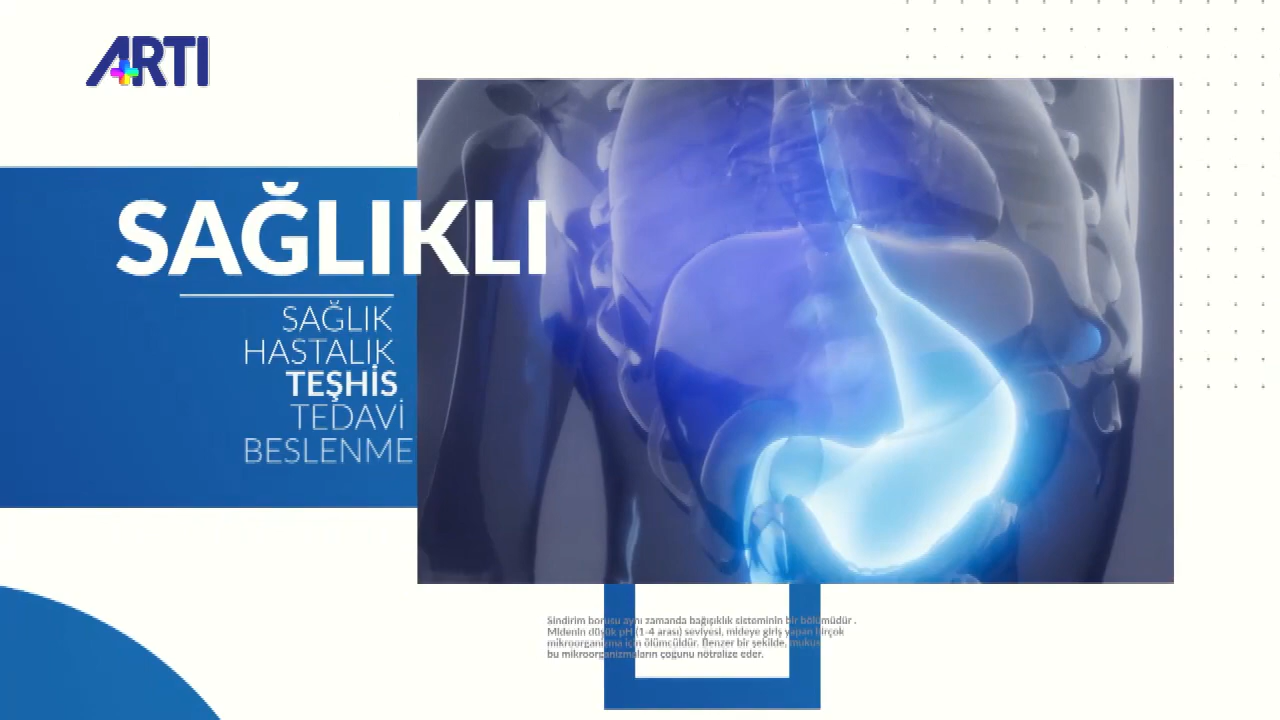 ARTI
SAĞLIKLI
SAĞLIK
HASTALIK
TEŞHİS
TEDAVİ
BESLENME
Sindirim borusu aynı zamanda bağışıklık sisteminin bir bölümüdür .
Midenin düşük pH (1-4 arası) seviyesi, mideye giriş yapan birçok
mikroorganizma için ölümcüldür. Benzer bir şekilde, mukus
bu mikroorganizmaların çoğunu nötralize eder.